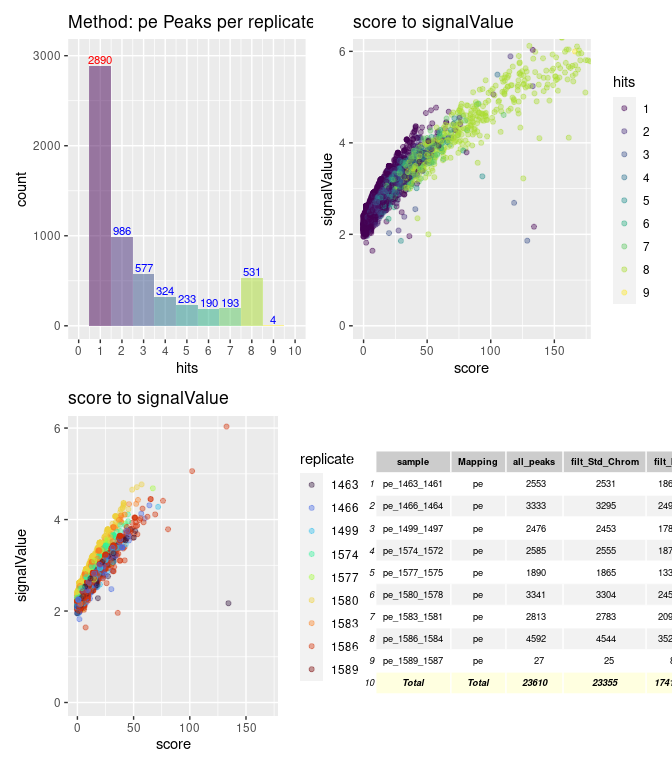 Method: pe Peaks per replicate
3000
2000
1000
0
count
2890
986
577
324
233
190
193
531
4
0 1 2 3 4 5 6 7 8 9 10
hits
score to signalValue
6
4
2
0
signalValue
0 50 100 150
score
hits
1
2
3
4
5
6
7
8
9
score to signalValue
6
4
2
0
signalValue
0 50 100 150
score
replicate
1463
1466
1499
1574
1577
1580
1583
1586
1589
sample Mapping all_peaks filt_Std_Chrom
1 pe_1463_1461 pe 2553 2531
2 pe_1466_1464 pe 3333 3295
3 pe_1499_1497 pe 2476 2453
4 pe_1574_1572 pe 2585 2555
5 pe_1577_1575 pe 1890 1865
6 pe_1580_1578 pe 3341 3304
7 pe_1583_1581 pe 2813 2783
8 pe_1586_1584 pe 4592 4544
9 pe_1589_1587 pe 27 25
10 Total Total 23610 23355